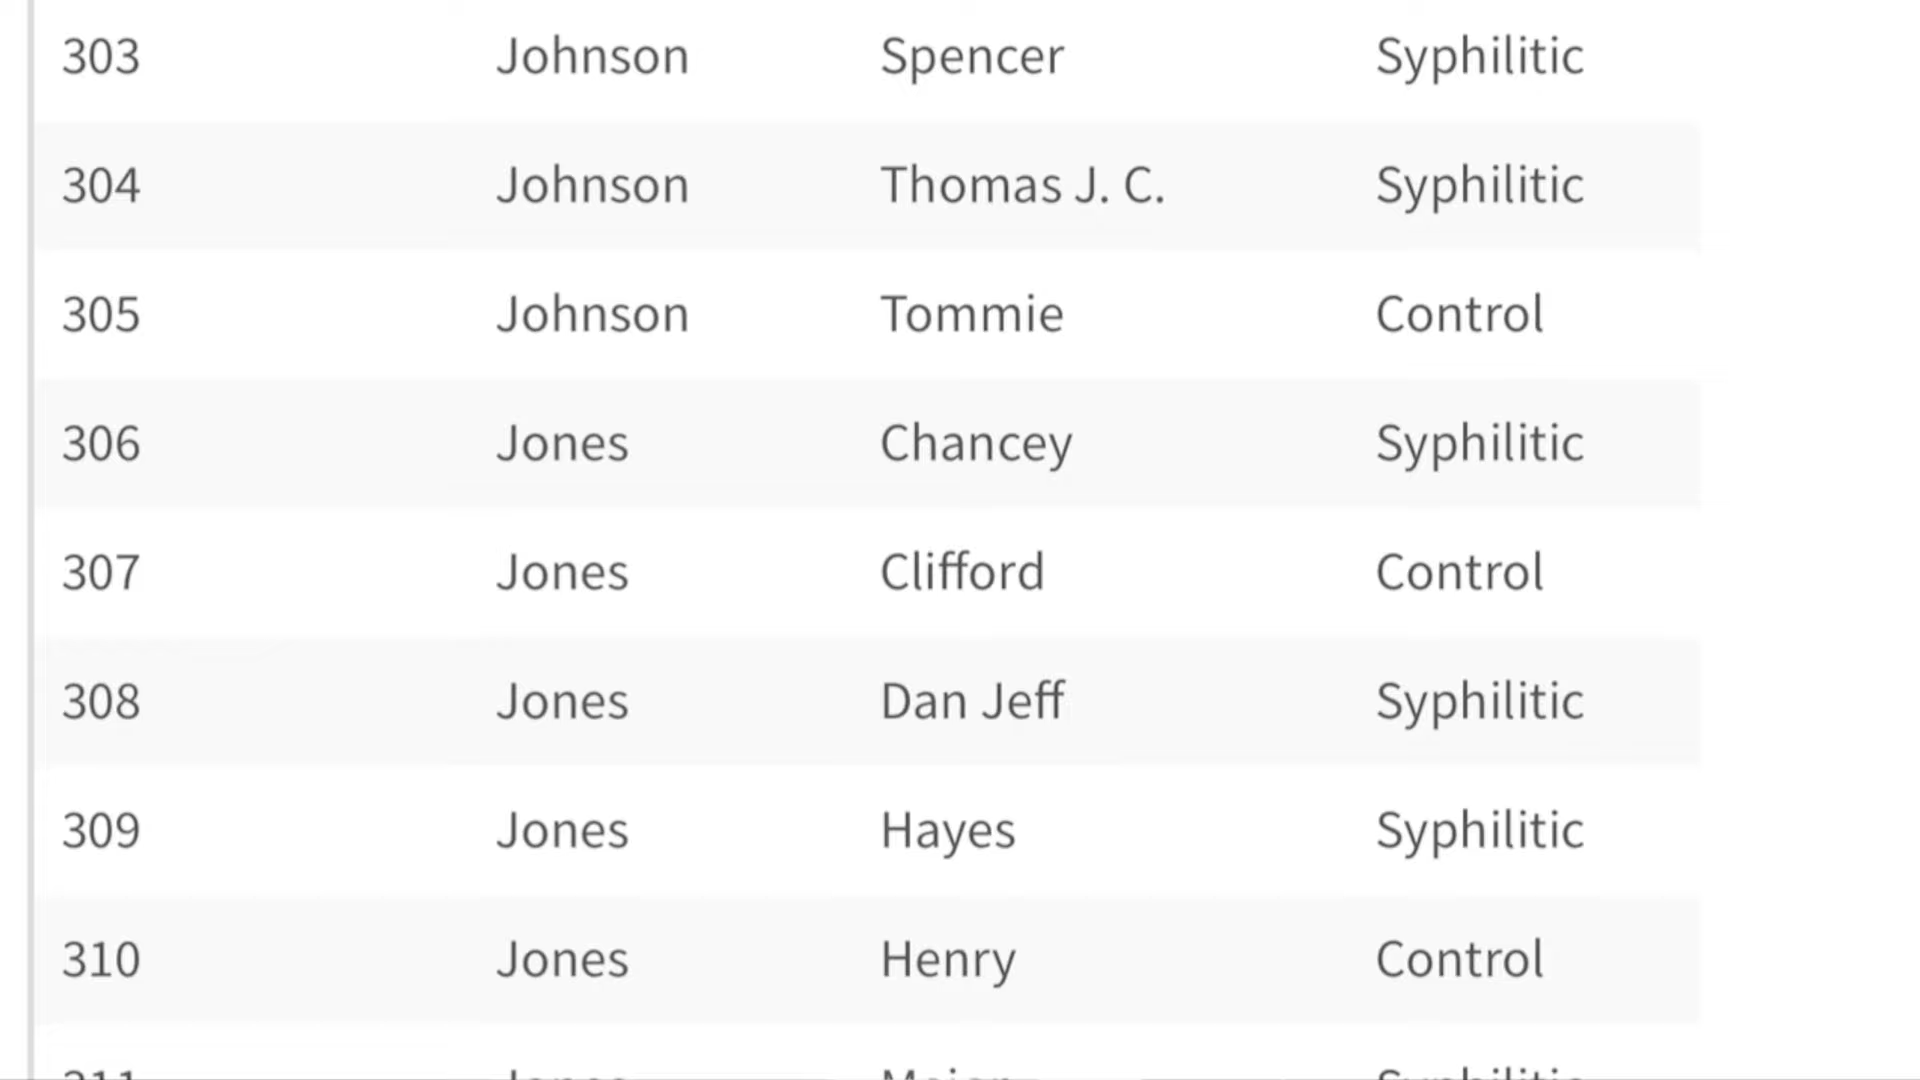 303 Johnson Spencer Syphilitic
304 Johnson Thomas J. C. Syphilitic
305 Johnson Tommie Control
306 Jones Chancey Syphilitic
307 Jones Clifford Control
308 Jones Dan Jeff Syphilitic
309 Jones Hayes Syphilitic
310 Jones Henry Control